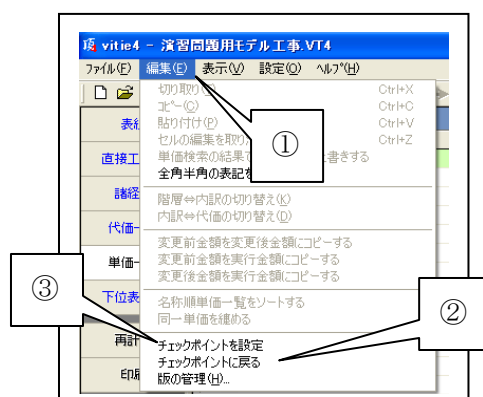 頂 vitie4 - 演習問題用モデル工事.VT4
ファイル(F) 編集(E) 表示(V) 設定(O) ヘルプ(H)
切り取り Ctrl+X
コピー(C) Ctrl+C
貼り付け(P) Ctrl+V
セルの編集を取り Ctrl+Z
単価検索の結果で 書きする
全角半角の表記を
階層⇔内訳の切り替え(K)
内訳⇔代価の切り替え(D)
変更前金額を変更後金額にコピーする
変更前金額を実行金額にコピーする
変更後金額を実行金額にコピーする
名称順単価一覧をソートする
同一単価を纏める
チェックポイントを設定
チェックポイントに戻る
版の管理(H)...
表紙
直接工
諸経
代価一
単価一
下位表
再計
印刷
①
②
③